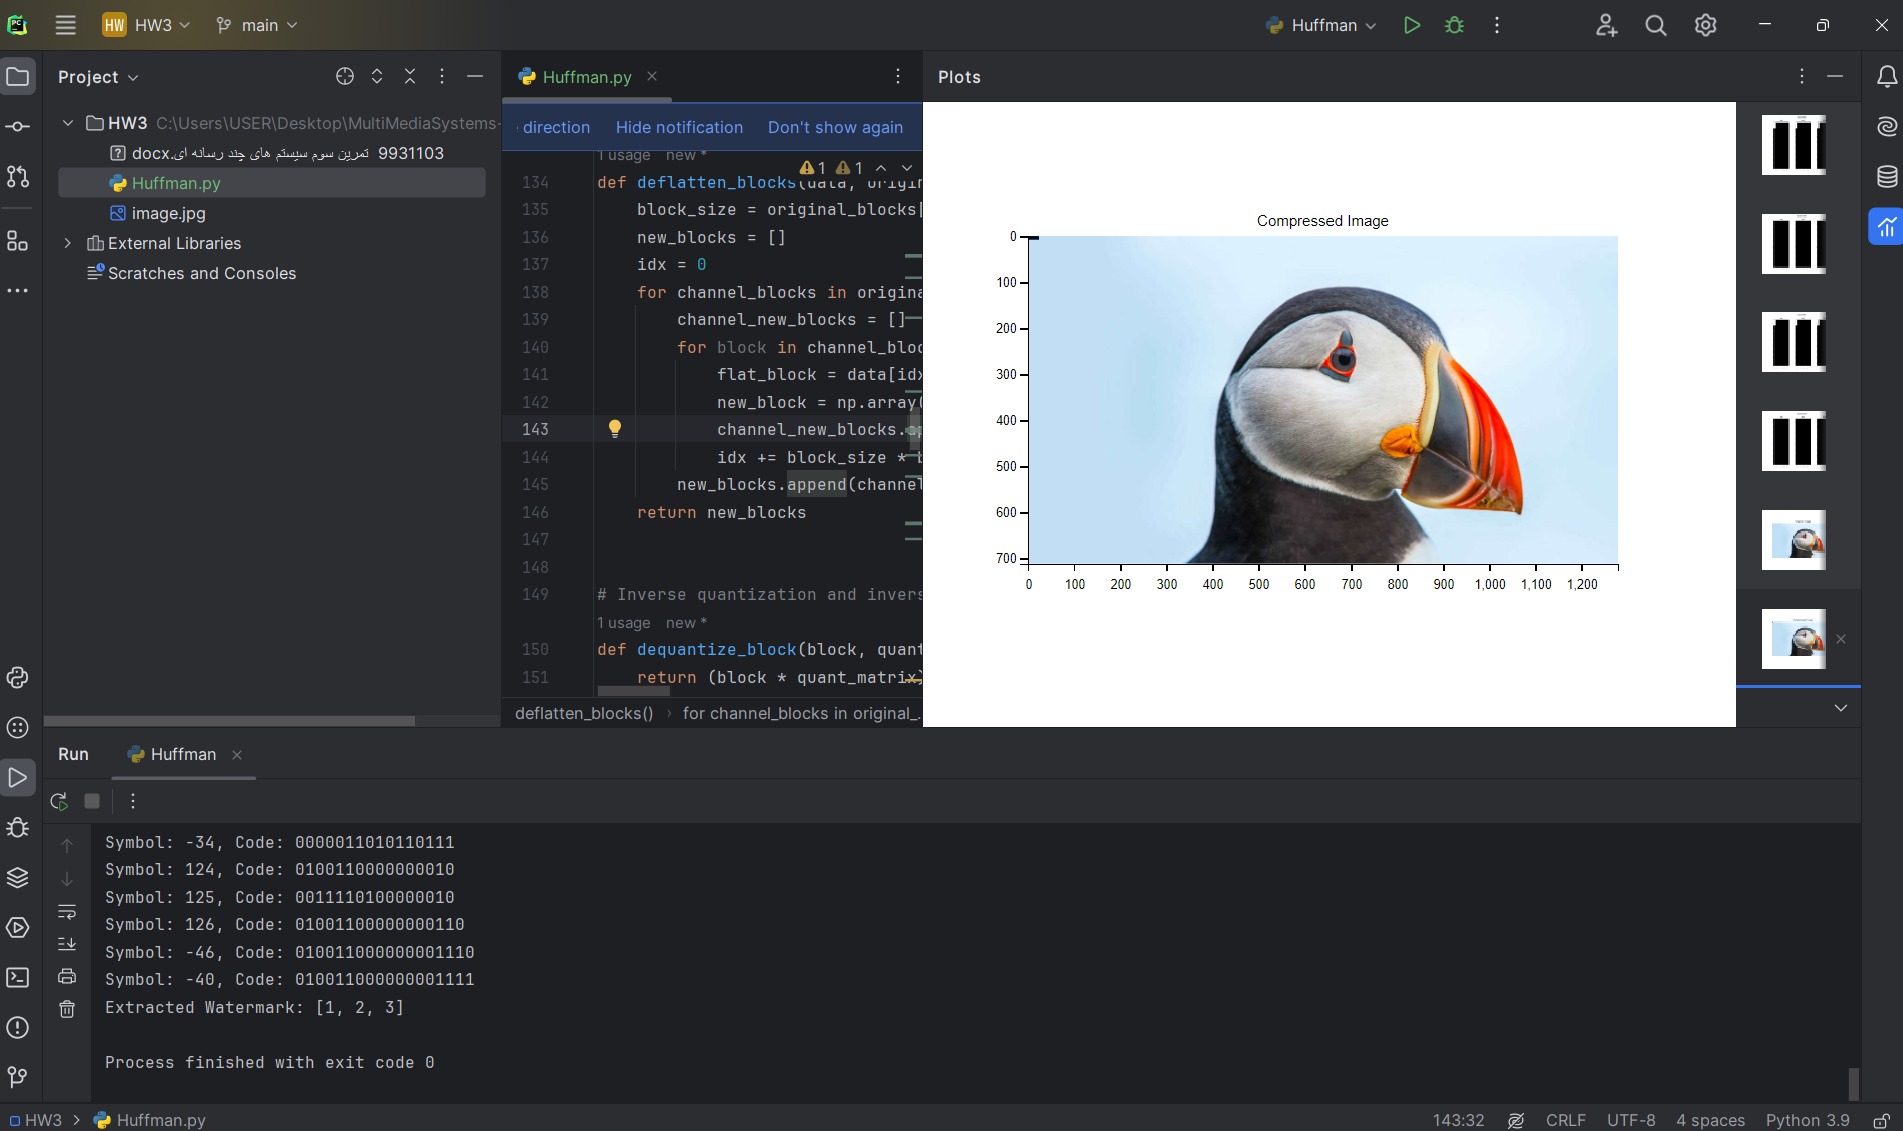 HW HW3 main Huffman
Project
HW3 C:\Users\USER\Desktop\MultiMediaSystems-
9931103 تمرین سوم سیستم های چند رسانه ای.docx
Huffman.py
image.jpg
External Libraries
Scratches and Consoles
Huffman.py
direction Hide notification Don't show again
1 usage new *
1 1
134 def deflatten_blocks(data, origin
135 block_size = original_blocks[
136 new_blocks = []
137 idx = 0
138 for channel_blocks in origina
139 channel_new_blocks = []
140 for block in channel_bloc
141 flat_block = data[idx
142 new_block = np.array(
143 channel_new_blocks.ap
144 idx += block_size * b
145 new_blocks.append(channel
146 return new_blocks
147
148
149 # Inverse quantization and invers
1 usage new *
150 def dequantize_block(block, quant
151 return (block * quant_matrix)
deflatten_blocks() › for channel_blocks in original_.
Plots
Compressed Image
0
100
200
300
400
500
600
700
0 100 200 300 400 500 600 700 800 900 1,000 1,100 1,200
Run Huffman
Symbol: -34, Code: 0000011010110111
Symbol: 124, Code: 0100110000000010
Symbol: 125, Code: 0011110100000010
Symbol: 126, Code: 01001100000000110
Symbol: -46, Code: 010011000000001110
Symbol: -40, Code: 010011000000001111
Extracted Watermark: [1, 2, 3]
Process finished with exit code 0
HW3 > Huffman.py
143:32 CRLF UTF-8 4 spaces Python 3.9